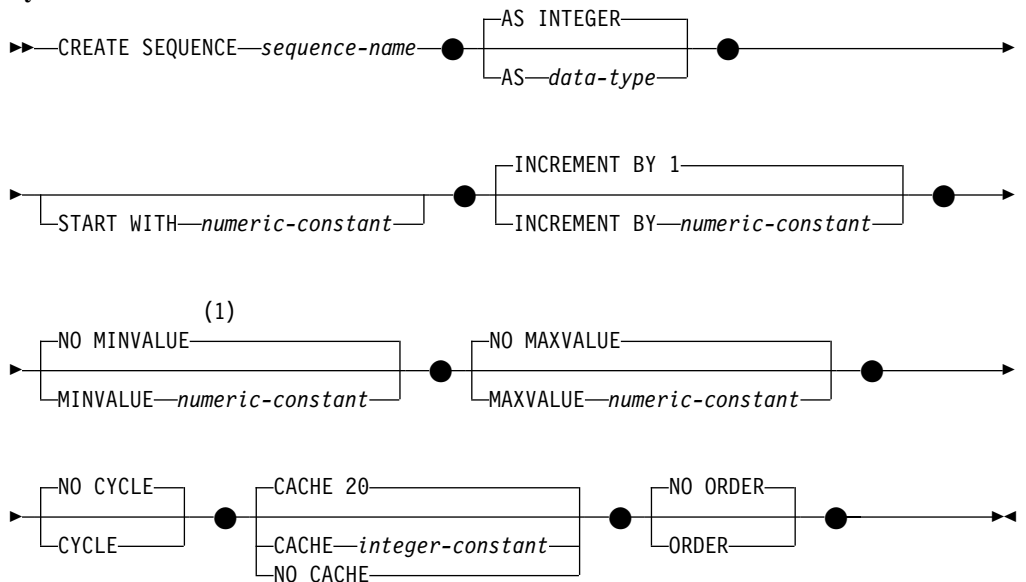 AS INTEGER
CREATE SEQUENCE sequence-name
AS data-type
INCREMENT BY 1
START WITH numeric-constant
INCREMENT BY numeric-constant
(1)
NO MINVALUE
NO MAXVALUE
MINVALUE numeric-constant
MAXVALUE numeric-constant
NO CYCLE
CACHE 20
NO ORDER
CYCLE
CACHE integer-constant
ORDER
NO CACHE